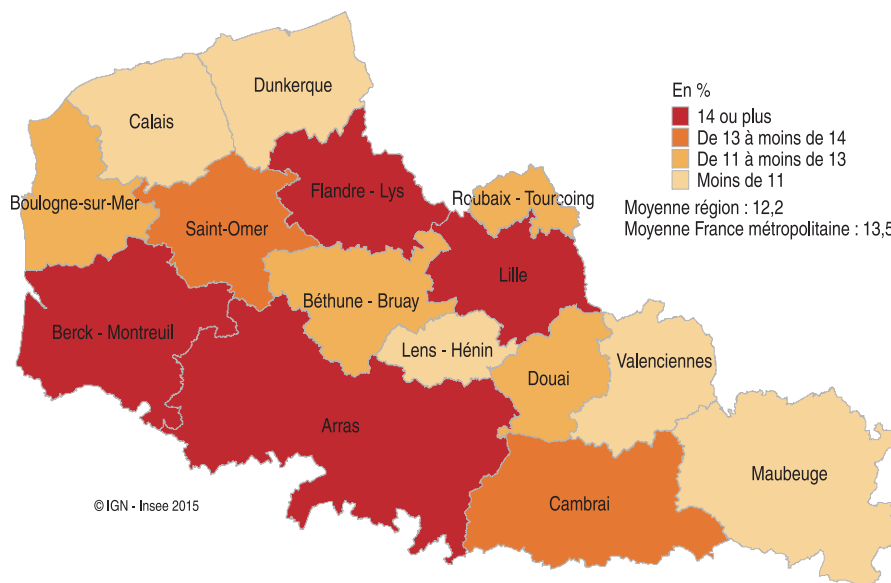 Dunkerque
Calais
En %
14 ou plus
De 13 à moins de 14
De 11 à moins de 13
Moins de 11
Moyenne région : 12,2
Moyenne France métropolitaine : 13,5
Flandre - Lys
Roubaix - Tourcoing
Boulogne-sur-Mer
Saint-Omer
Lille
Béthune - Bruay
Berck - Montreuil
Lens - Hénin
Valenciennes
Douai
Arras
Maubeuge
Cambrai
© IGN - Insee 2015